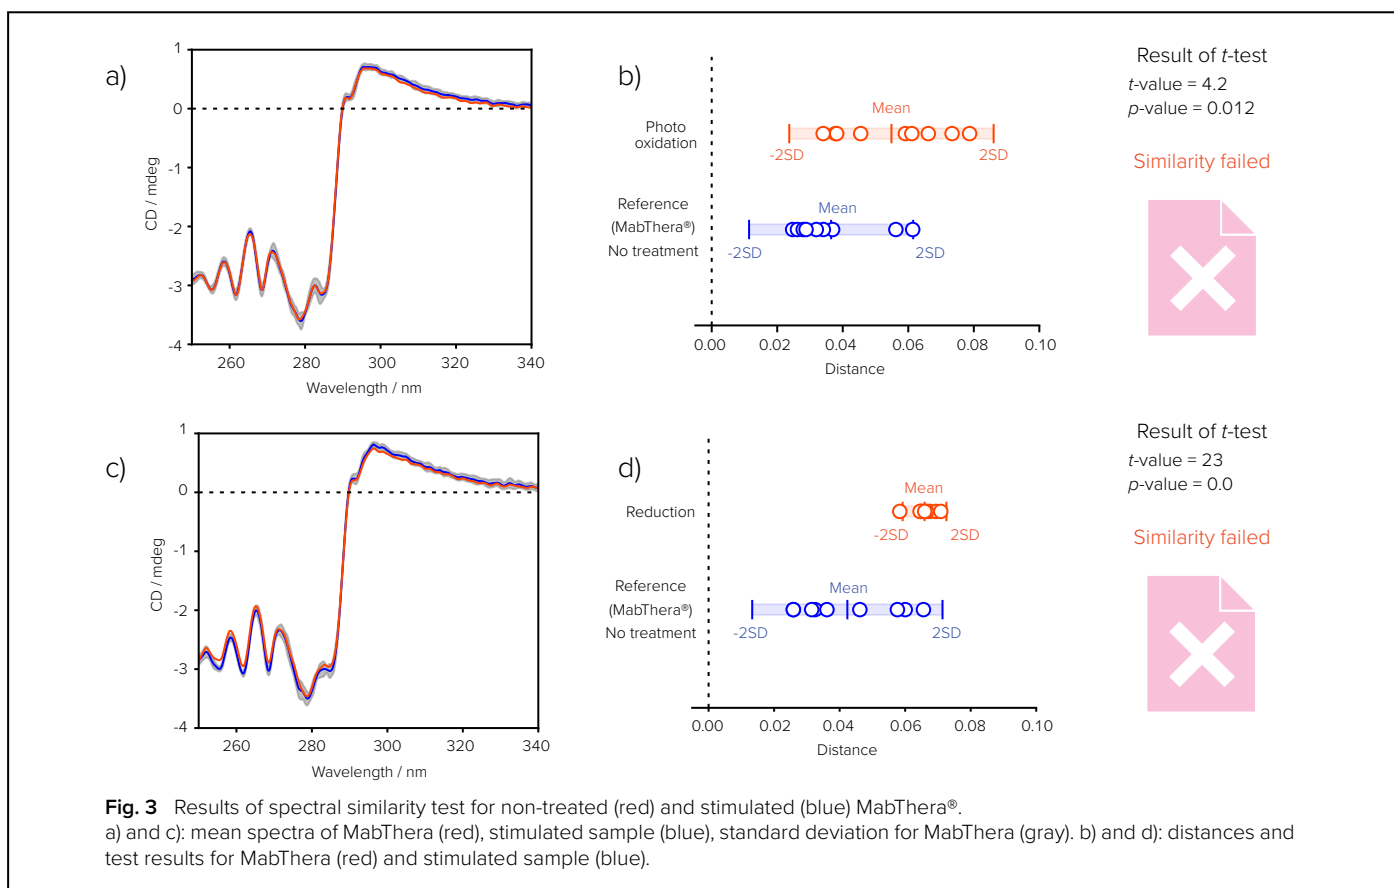 a)
1
0
-1
-2
-3
-4
CD / mdeg
260
280
300
320
340
Wavelength / nm
b)
Photo
oxidation
Mean
-2SD
2SD
Reference
(MabThera®)
No treatment
Mean
-2SD
2SD
0.00
0.02
0.04
0.06
0.08
0.10
Distance
Result of t-test
t-value = 4.2
p-value = 0.012
Similarity failed
c)
1
0
-1
-2
-3
-4
CD / mdeg
260
280
300
320
340
Wavelength / nm
d)
Reduction
Mean
-2SD
2SD
Reference
(MabThera®)
No treatment
Mean
-2SD
2SD
0.00
0.02
0.04
0.06
0.08
0.10
Distance
Result of t-test
t-value = 23
p-value = 0.0
Similarity failed
Fig. 3 Results of spectral similarity test for non-treated (red) and stimulated (blue) MabThera®.
a) and c): mean spectra of MabThera (red), stimulated sample (blue), standard deviation for MabThera (gray). b) and d): distances and
test results for MabThera (red) and stimulated sample (blue).